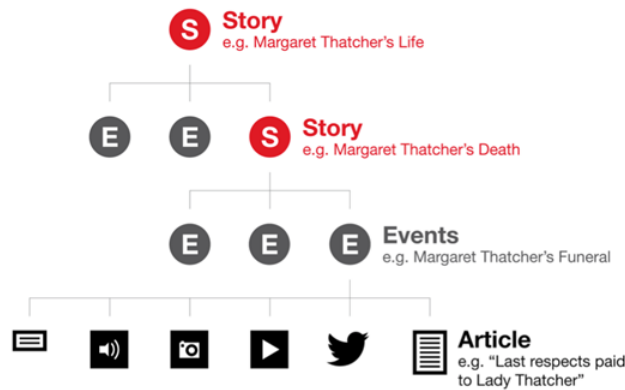 S Story
e.g. Margaret Thatcher's Life
E E S Story
e.g. Margaret Thatcher's Death
E E E Events
e.g. Margaret Thatcher's Funeral
Article
e.g. “Last respects paid
to Lady Thatcher”